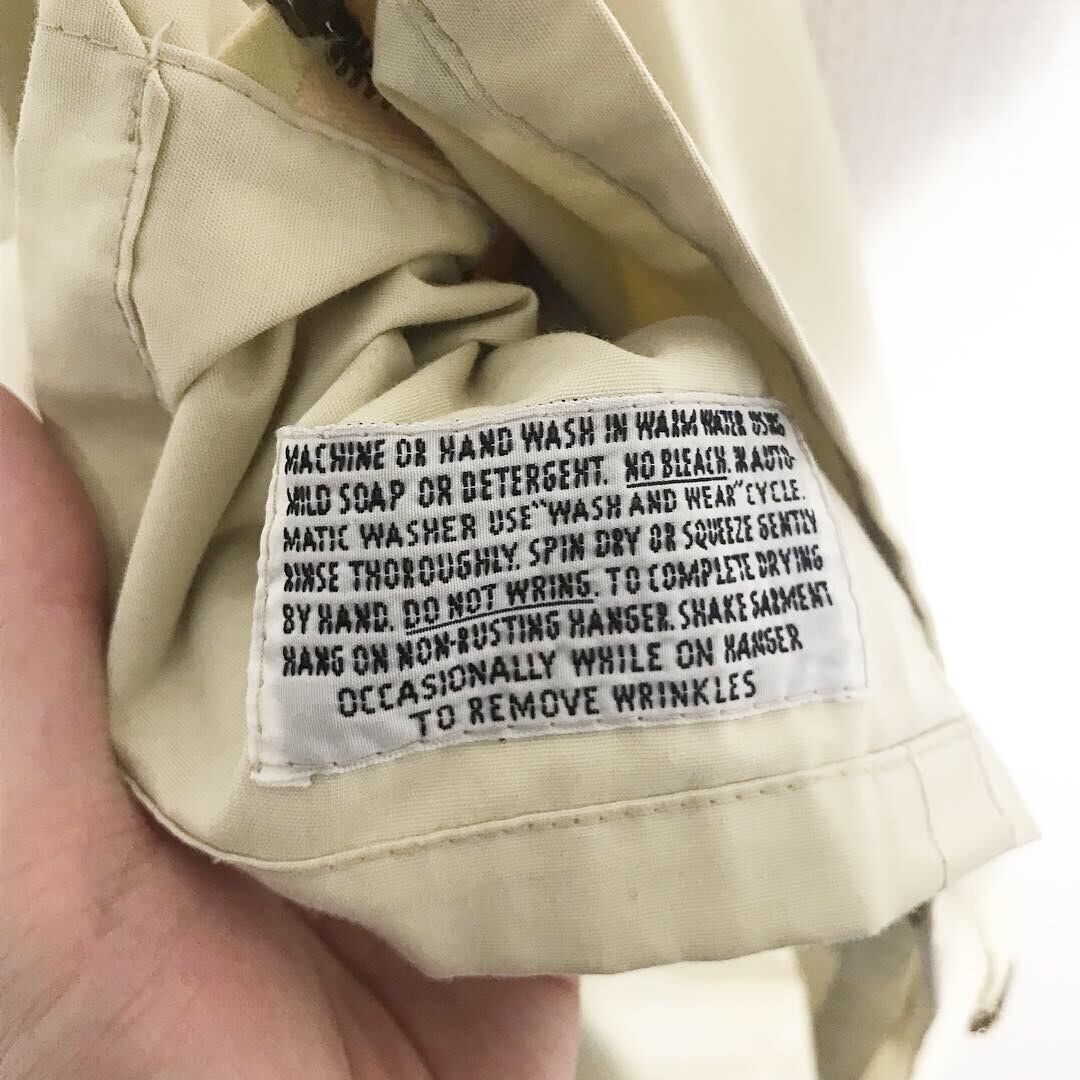 MACHINE OR HAND WASH IN WARM WATER USING
MILD SOAP OR DETERGENT. NO BLEACH. IN AUTO-
MATIC WASHER USE "WASH AND WEAR" CYCLE.
RINSE THOROUGHLY. SPIN DRY OR SQUEEZE GENTLY
BY HAND. DO NOT WRING. TO COMPLETE DRYING
HANG ON NON-RUSTING HANGER. SHAKE GARMENT
OCCASIONALLY WHILE ON HANGER
TO REMOVE WRINKLES